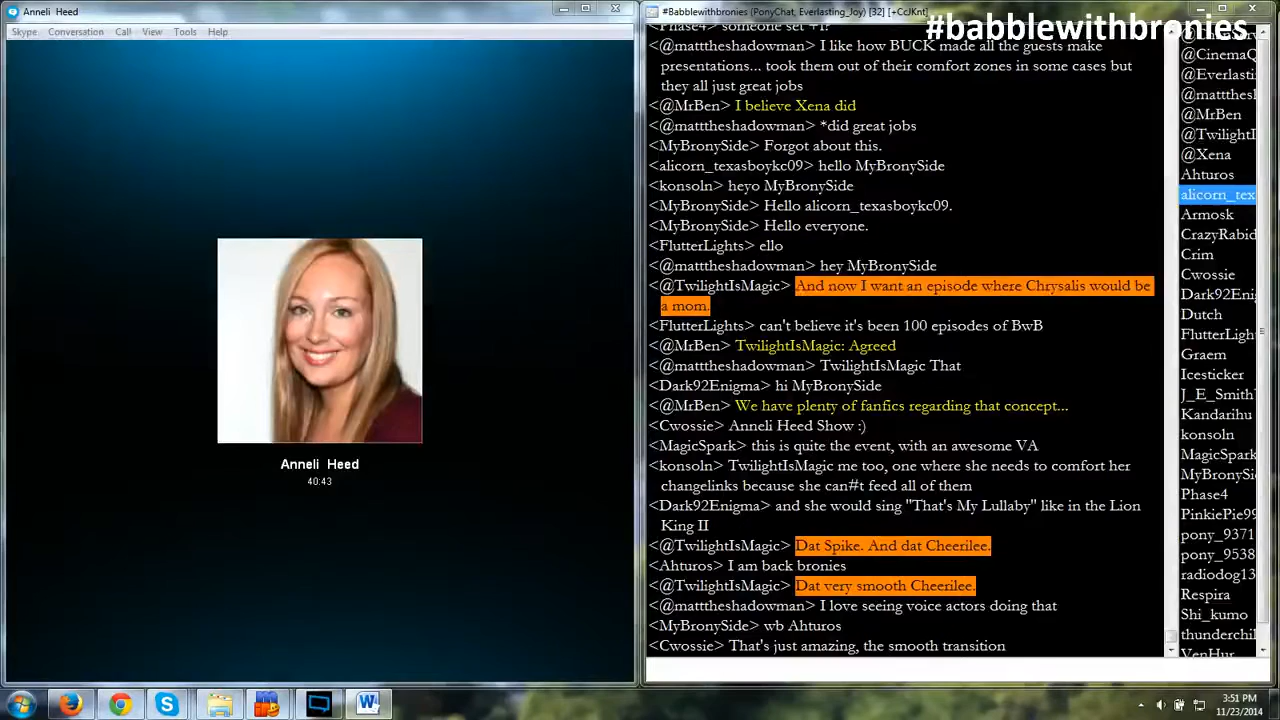 Anneli Heed
Skype Conversation Call View Tools Help
Anneli Heed
40:43
#Babblewithbronies (PonyChat, Everlasting_Joy) [32] [+CcJKnt]
#babblewithbronies
<Phase4> someone set +i?
<@matttheshadowman> I like how BUCK made all the guests make
presentations... took them out of their comfort zones in some cases but
they all just great jobs
<@MrBen> I believe Xena did
<@matttheshadowman> *did great jobs
<MyBronySide> Forgot about this.
<alicorn_texasboykc09> hello MyBronySide
<konsoln> heyo MyBronySide
<MyBronySide> Hello alicorn_texasboykc09.
<MyBronySide> Hello everyone.
<FlutterLights> ello
<@matttheshadowman> hey MyBronySide
<@TwilightIsMagic> And now I want an episode where Chrysalis would be
a mom.
<FlutterLights> can't believe it's been 100 episodes of BwB
<@MrBen> TwilightIsMagic: Agreed
<@matttheshadowman> TwilightIsMagic That
<Dark92Enigma> hi MyBronySide
<@MrBen> We have plenty of fanfics regarding that concept...
<Cwossie> Anneli Heed Show :)
<MagicSpark> this is quite the event, with an awesome VA
<konsoln> TwilightIsMagic me too, one where she needs to comfort her
changelinks because she can#t feed all of them
<Dark92Enigma> and she would sing "That's My Lullaby" like in the Lion
King II
<@TwilightIsMagic> Dat Spike. And dat Cheerilee.
<Ahturos> I am back bronies
<@TwilightIsMagic> Dat very smooth Cheerilee.
<@matttheshadowman> I love seeing voice actors doing that
<MyBronySide> wb Ahturos
<Cwossie> That's just amazing, the smooth transition
@CinemaQ
@Everlasti
@mattthesl
@MrBen
@TwilightI
@Xena
Ahturos
alicorn_tex
Armosk
CrazyRabid
Crim
Cwossie
Dark92Enig
Dutch
FlutterLigh
Graem
Icesticker
J_E_Smith
Kandarihu
konsoln
MagicSpark
MyBronySi
Phase4
PinkiePie99
pony_9371
pony_9538
radiodog13
Respira
Shi_kumo
thunderchil
VenHur
3:51 PM
11/23/2014